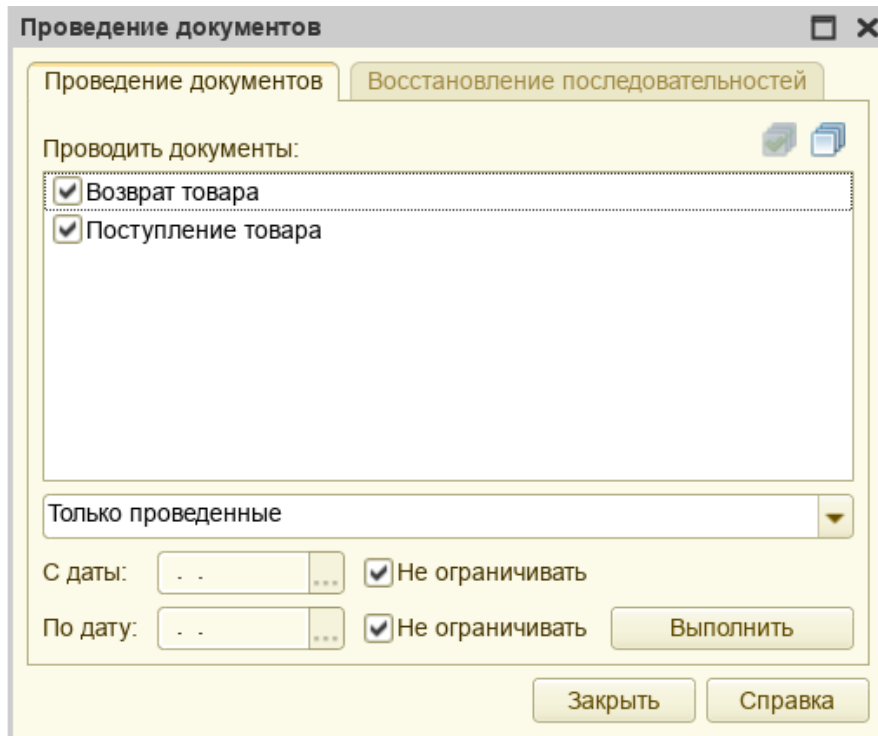 Проведение документов
Проведение документов Восстановление последовательностей
Проводить документы:
Возврат товара
Поступление товара
Только проведенные
С даты: . . ... Не ограничивать
По дату: . . ... Не ограничивать Выполнить
Закрыть Справка